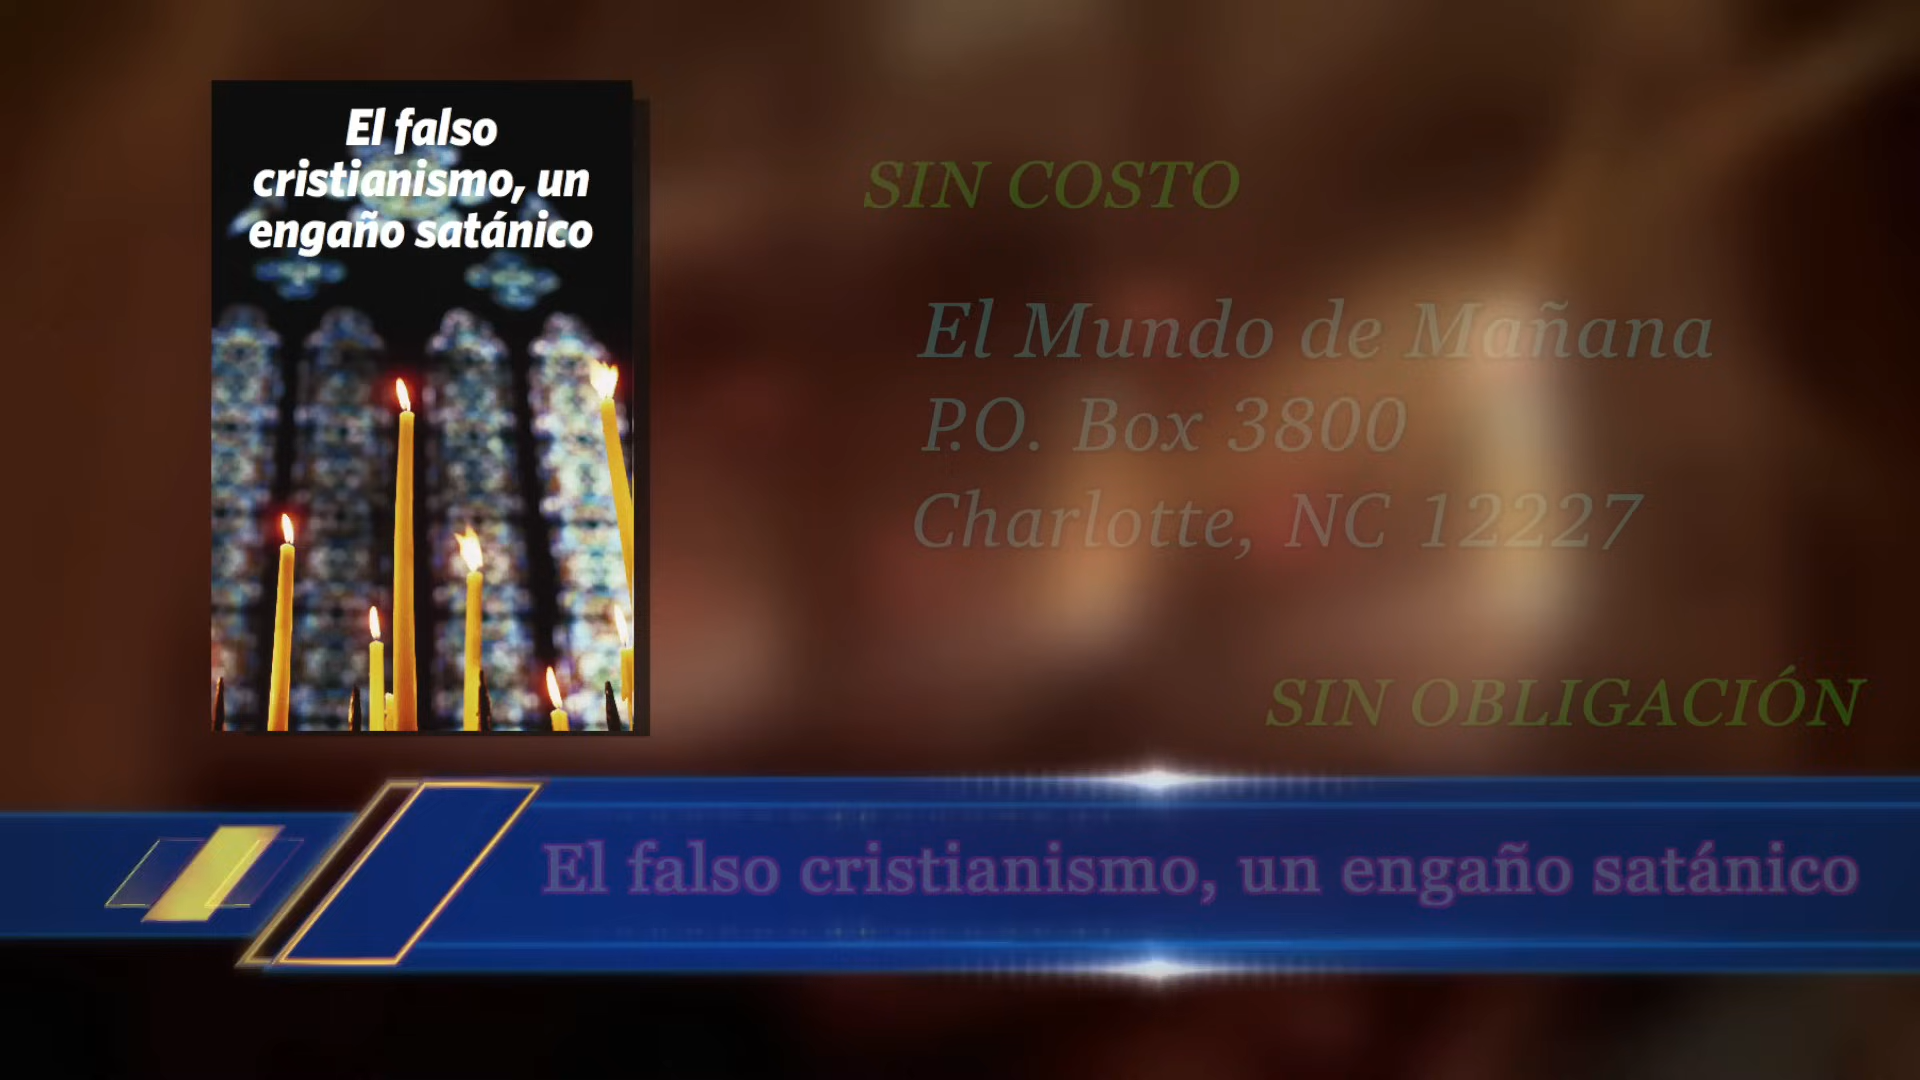 El falso
cristianismo, un
engaño satánico
SIN COSTO
El Mundo de Mañana
P.O. Box 3800
Charlotte, NC 12227
SIN OBLIGACIÓN
El falso cristianismo, un engaño satánico